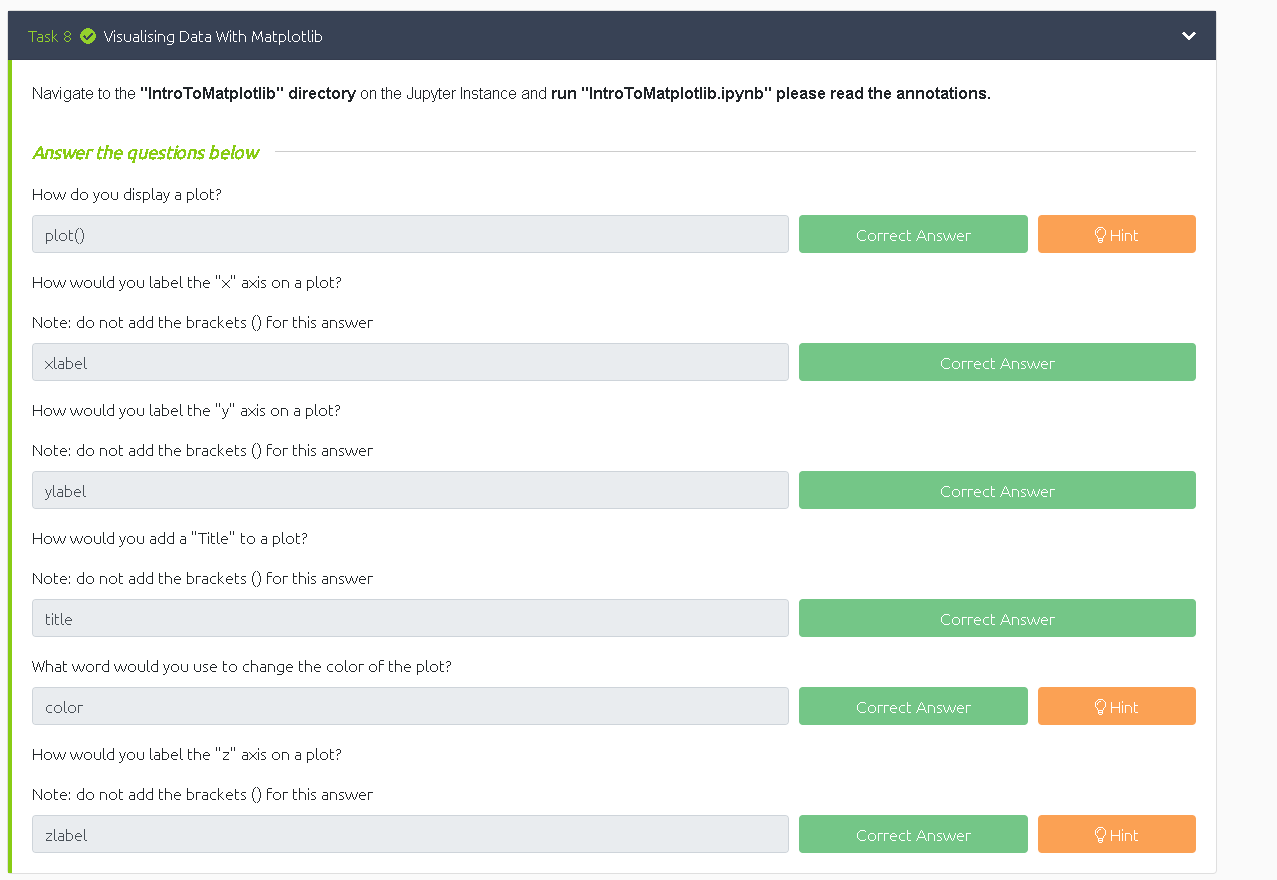 Task 8 Visualising Data With Matplotlib
Navigate to the "IntroToMatplotlib" directory on the Jupyter Instance and run "IntroToMatplotlib.ipynb" please read the annotations.
Answer the questions below
How do you display a plot?
plot() Correct Answer Hint
How would you label the "x" axis on a plot?
Note: do not add the brackets () for this answer
xlabel Correct Answer
How would you label the "y" axis on a plot?
Note: do not add the brackets () for this answer
ylabel Correct Answer
How would you add a "Title" to a plot?
Note: do not add the brackets () for this answer
title Correct Answer
What word would you use to change the color of the plot?
color Correct Answer Hint
How would you label the "z" axis on a plot?
Note: do not add the brackets () for this answer
zlabel Correct Answer Hint